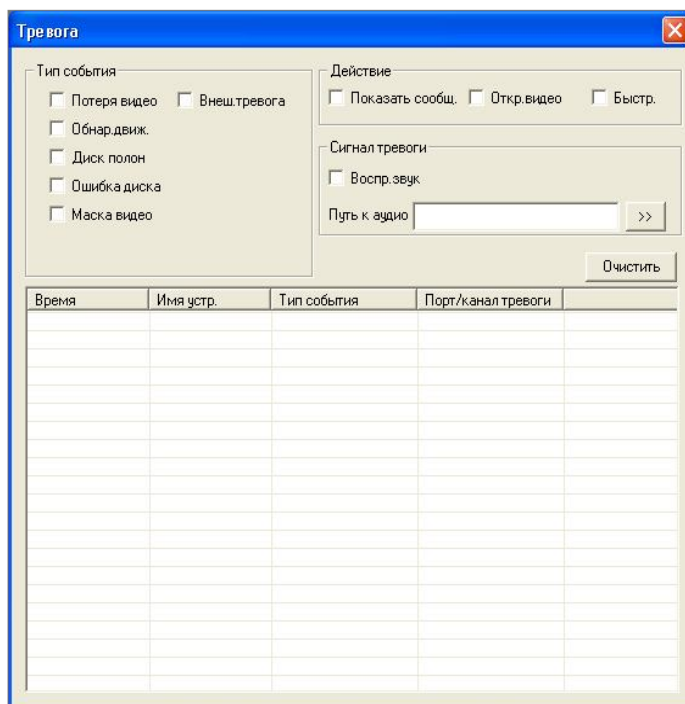 Тревога
Тип события
Потеря видео Внеш.тревога
Обнар.движ.
Диск полон
Ошибка диска
Маска видео
Действие
Показать сообщ. Откр.видео Быстр.
Сигнал тревоги
Воспр.звук
Путь к аудио >>
Очистить
Время Имя устр. Тип события Порт/канал тревоги